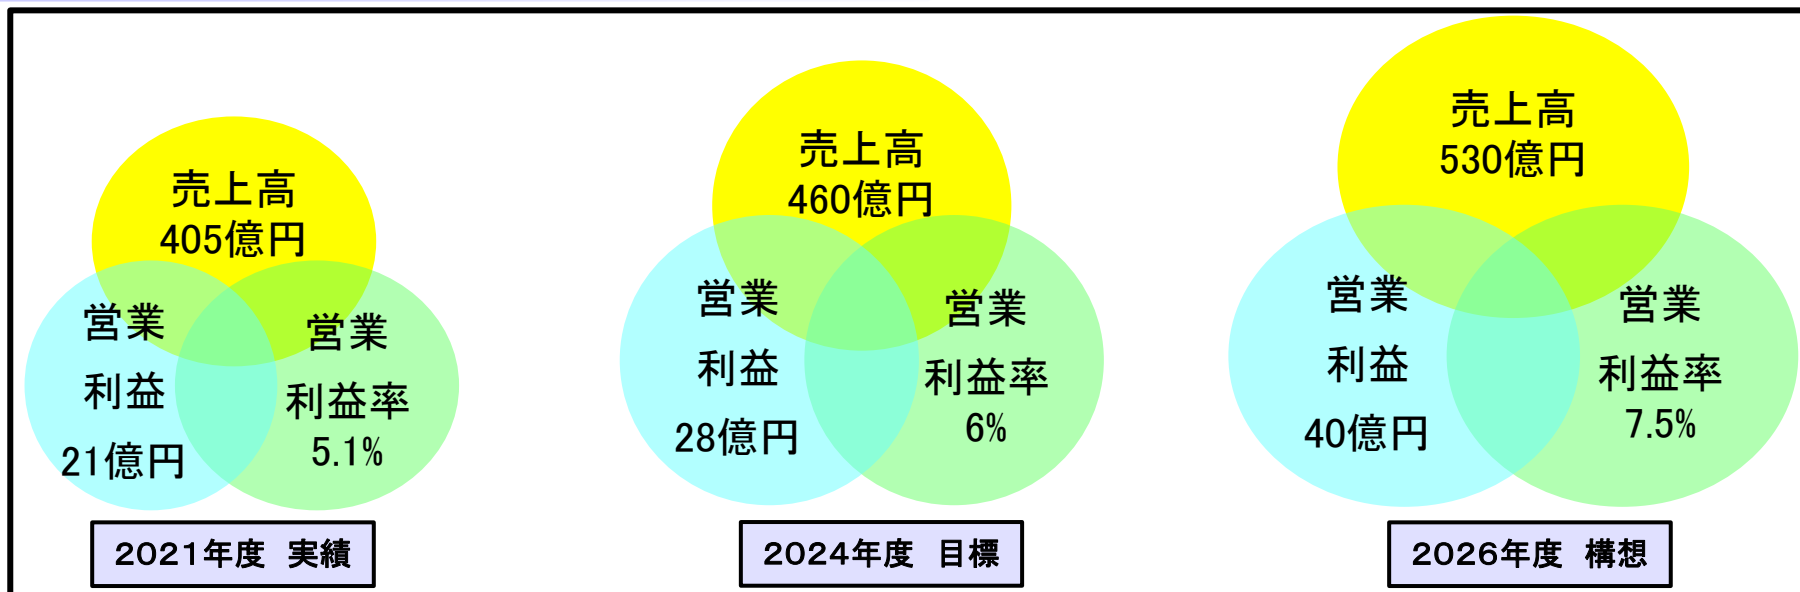 売上高
405億円
営業
利益
21億円
営業
利益率
5.1%
2021年度 実績
売上高
460億円
営業
利益
28億円
営業
利益率
6%
2024年度 目標
売上高
530億円
営業
利益
40億円
営業
利益率
7.5%
2026年度 構想